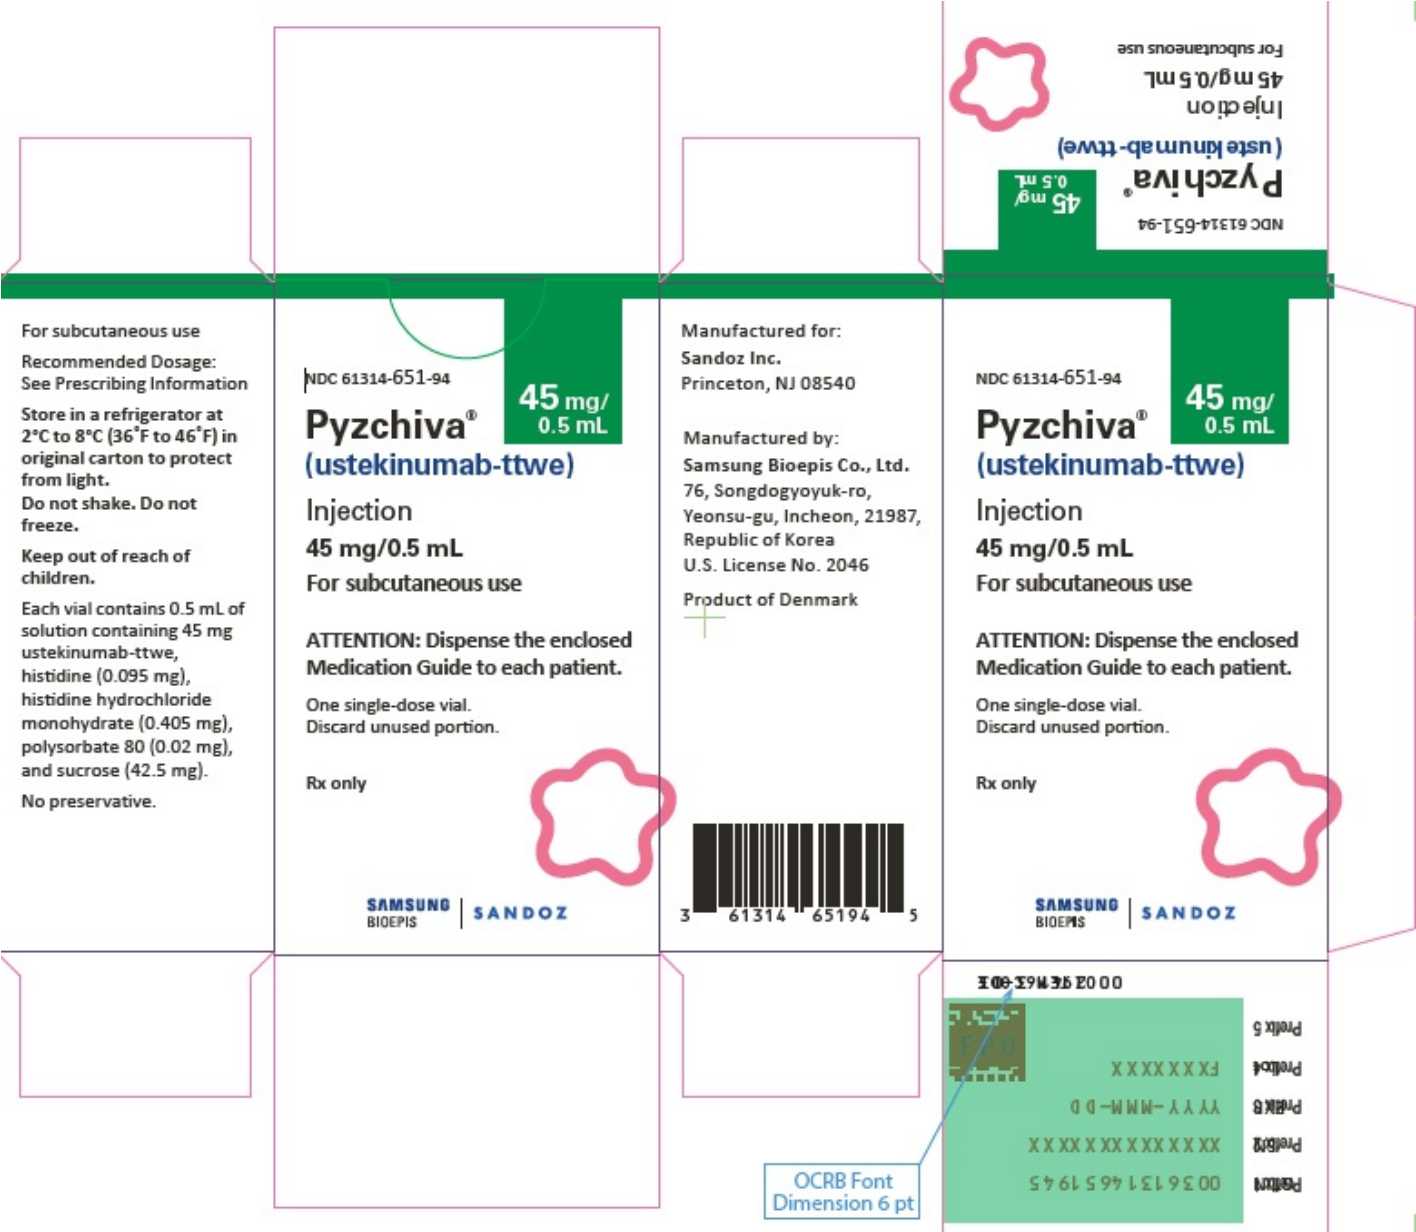 For subcutaneous use
45 mg/0.5 mL
Injection
(ustekinumab-ttwe)
Pyzchiva®
45 mg/
0.5 mL
NDC 61314-651-94
For subcutaneous use
Recommended Dosage:
See Prescribing Information
Store in a refrigerator at
2°C to 8°C (36°F to 46°F) in
original carton to protect
from light.
Do not shake. Do not
freeze.
Keep out of reach of
children.
Each vial contains 0.5 mL of
solution containing 45 mg
ustekinumab-ttwe,
histidine (0.095 mg),
histidine hydrochloride
monohydrate (0.405 mg),
polysorbate 80 (0.02 mg),
and sucrose (42.5 mg).
No preservative.
45 mg/
0.5 mL
NDC 61314-651-94
Pyzchiva®
(ustekinumab-ttwe)
Injection
45 mg/0.5 mL
For subcutaneous use
ATTENTION: Dispense the enclosed
Medication Guide to each patient.
One single-dose vial.
Discard unused portion.
Rx only
SAMSUNG
BIOEPIS
SANDOZ
Manufactured for:
Sandoz Inc.
Princeton, NJ 08540
Manufactured by:
Samsung Bioepis Co., Ltd.
76, Songdogyoyuk-ro,
Yeonsu-gu, Incheon, 21987,
Republic of Korea
U.S. License No. 2046
Product of Denmark
3 61314 65194 5
45 mg/
0.5 mL
NDC 61314-651-94
Pyzchiva®
(ustekinumab-ttwe)
Injection
45 mg/0.5 mL
For subcutaneous use
ATTENTION: Dispense the enclosed
Medication Guide to each patient.
One single-dose vial.
Discard unused portion.
Rx only
SAMSUNG
BIOEPIS
SANDOZ
FPO
Prefix 5
FXXXXXXX
YYYY-MMM-DD
XXXXXXXXXXXXXX
00361314651945
OCRB Font
Dimension 6 pt